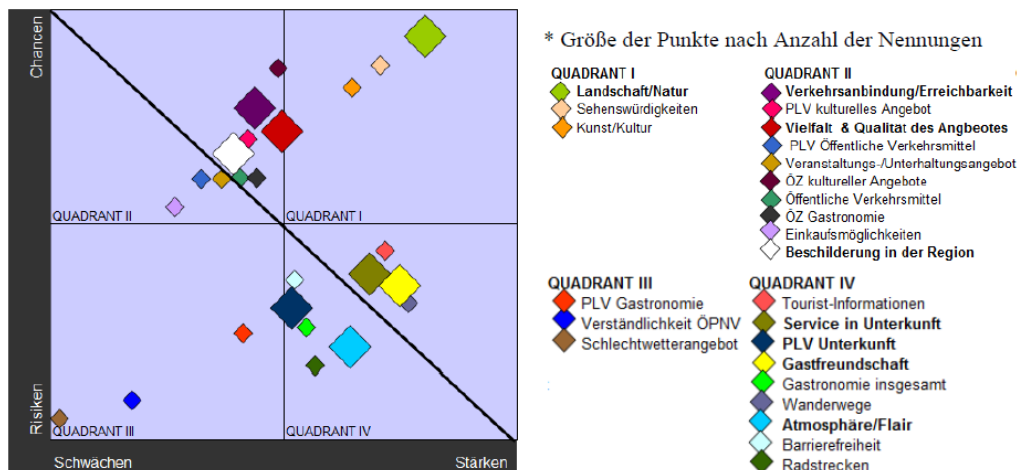 Chancen
Risiken
QUADRANT II
QUADRANT I
QUADRANT III
QUADRANT IV
Schwächen
Stärken
* Größe der Punkte nach Anzahl der Nennungen
QUADRANT I
Landschaft/Natur
Sehenswürdigkeiten
Kunst/Kultur
QUADRANT II
Verkehrsanbindung/Erreichbarkeit
PLV kulturelles Angebot
Vielfalt & Qualitat des Angbeotes
PLV Öffentliche Verkehrsmittel
Veranstaltungs-/Unterhaltungsangebot
ÖZ kultureller Angebote
Öffentliche Verkehrsmittel
ÖZ Gastronomie
Einkaufsmöglichkeiten
Beschilderung in der Region
QUADRANT III
PLV Gastronomie
Verständlichkeit ÖPNV
Schlechtwetterangebot
QUADRANT IV
Tourist-Informationen
Service in Unterkunft
PLV Unterkunft
Gastfreundschaft
Gastronomie insgesamt
Wanderwege
Atmosphäre/Flair
Barrierefreiheit
Radstrecken